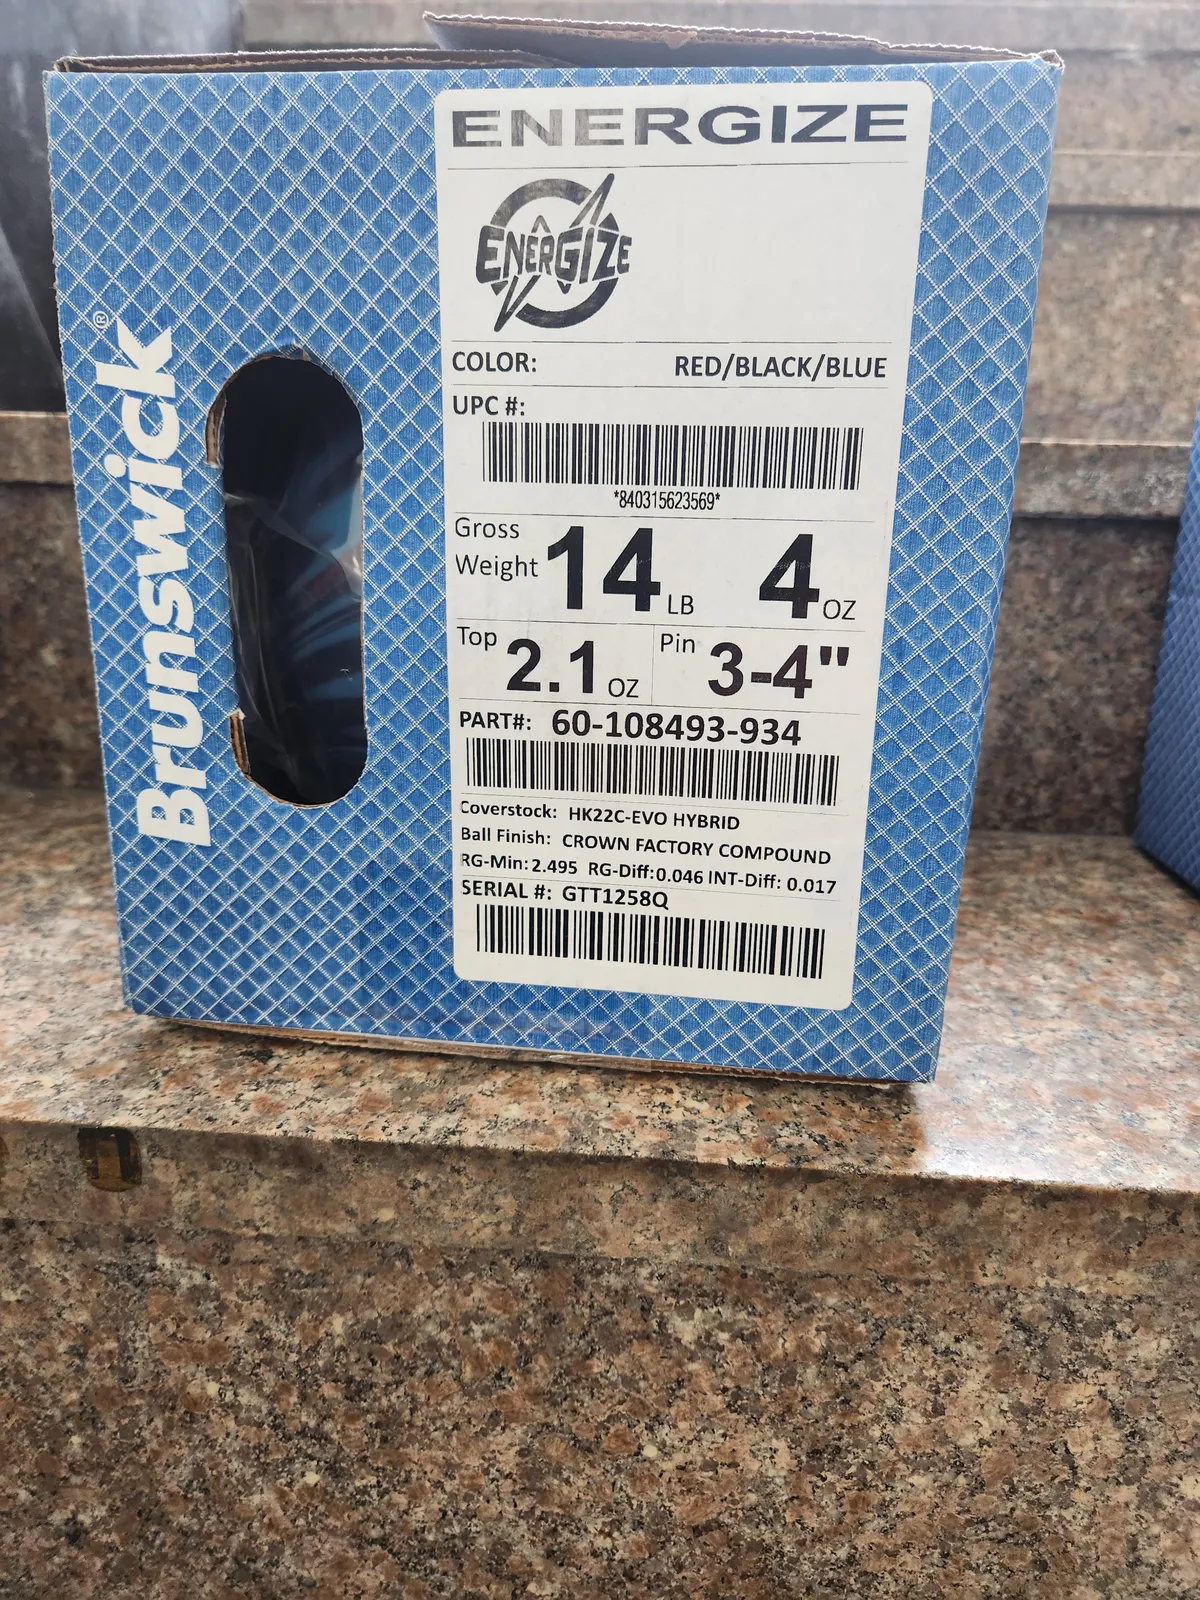 ENERGIZE
ENERGIZE
COLOR: RED/BLACK/BLUE
UPC #:
*840315623569*
Gross Weight 14 LB 4 OZ
Top 2.1 OZ Pin 3-4"
PART#: 60-108493-934
Coverstock: HK22C-EVO HYBRID
Ball Finish: CROWN FACTORY COMPOUND
RG-Min: 2.495 RG-Diff: 0.046 INT-Diff: 0.017
SERIAL #: GTT1258Q
Brunswick®